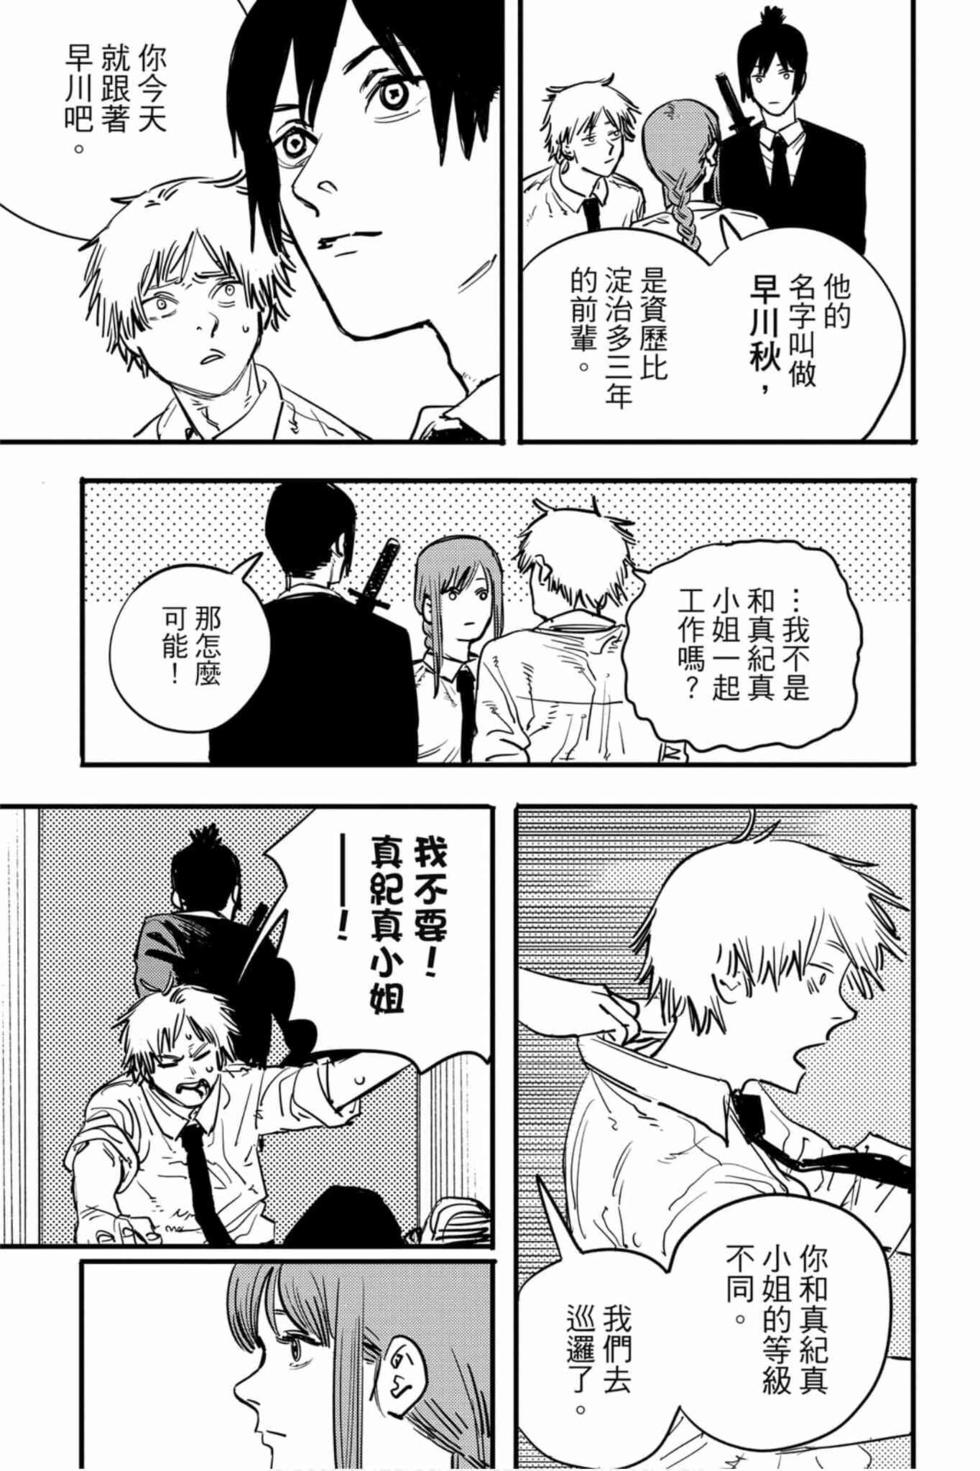 他的
名字叫做
早川秋，
是資歷比
淀治多三年
的前輩。
你今天
就跟著
早川吧。
…我不是
和真紀真
小姐一起
工作嗎？
那怎麼
可能！
你和真紀真
小姐的等級
不同。
我們去
巡邏了。
我不要！
真紀真小姐
——！